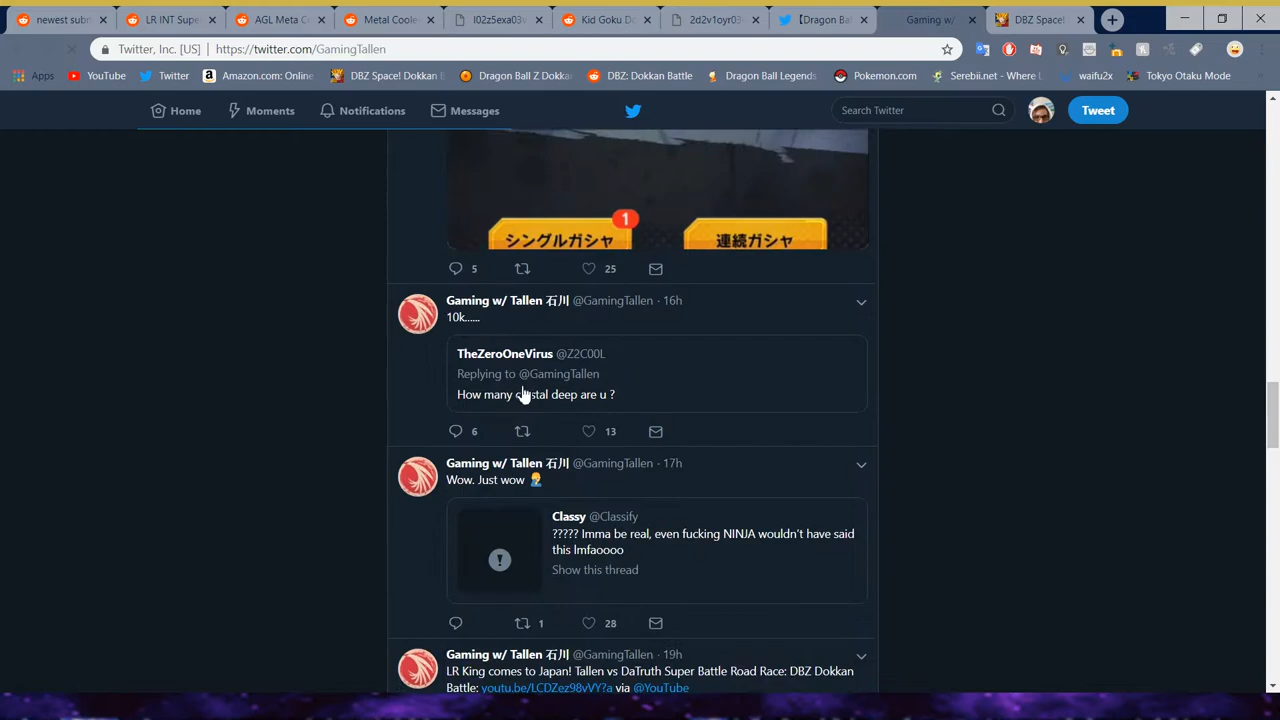 newest subm
LR INT Supe
AGL Meta C
Metal Coole
l02z5exa03v
Kid Goku Do
2d2v1oyr03
【Dragon Ba
Gaming w/
DBZ Space!
Twitter, Inc. [US] | https://twitter.com/GamingTallen
Apps
YouTube
Twitter
Amazon.com: Online
DBZ Space! Dokkan
Dragon Ball Z Dokka
DBZ: Dokkan Battle
Dragon Ball Legends
Pokemon.com
Serebii.net - Where
waifu2x
Tokyo Otaku Mode
Home
Moments
Notifications
Messages
Search Twitter
Tweet
シングルガシャ
1
連続ガシャ
5
25
Gaming w/ Tallen 石川 @GamingTallen · 16h
10k......
TheZeroOneVirus @Z2C00L
Replying to @GamingTallen
How many deep are u ?
6
13
Gaming w/ Tallen 石川 @GamingTallen · 17h
Wow. Just wow 🤦‍♂️
Classy @Classify
????? Imma be real, even fucking NINJA wouldn't have said
this lmfaoooo
Show this thread
1
28
Gaming w/ Tallen 石川 @GamingTallen · 19h
LR King comes to Japan! Tallen vs DaTruth Super Battle Road Race: DBZ Dokkan
Battle: youtu.be/LCDZez98vVY?a via @YouTube